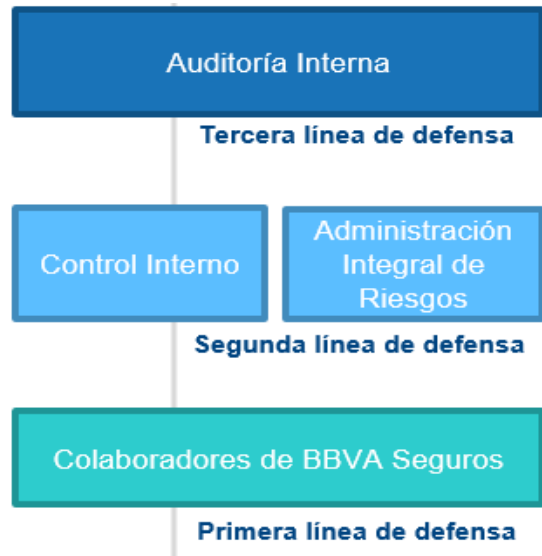 Auditoría Interna
Tercera línea de defensa
Control Interno
Administración
Integral de
Riesgos
Segunda línea de defensa
Colaboradores de BBVA Seguros
Primera línea de defensa